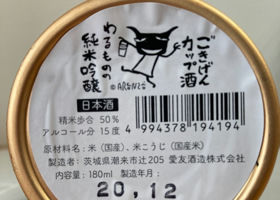 ごきげん
カップ酒
わるものの
純米吟醸
© ARANZI
日本酒
精米歩合 50%
アルコール分 15度
4 994378 194194
原材料名：米（国産）、米こうじ（国産米）
製造者：茨城県潮来市辻205 愛友酒造株式会社
内容量：180ml 製造年月：
20,12